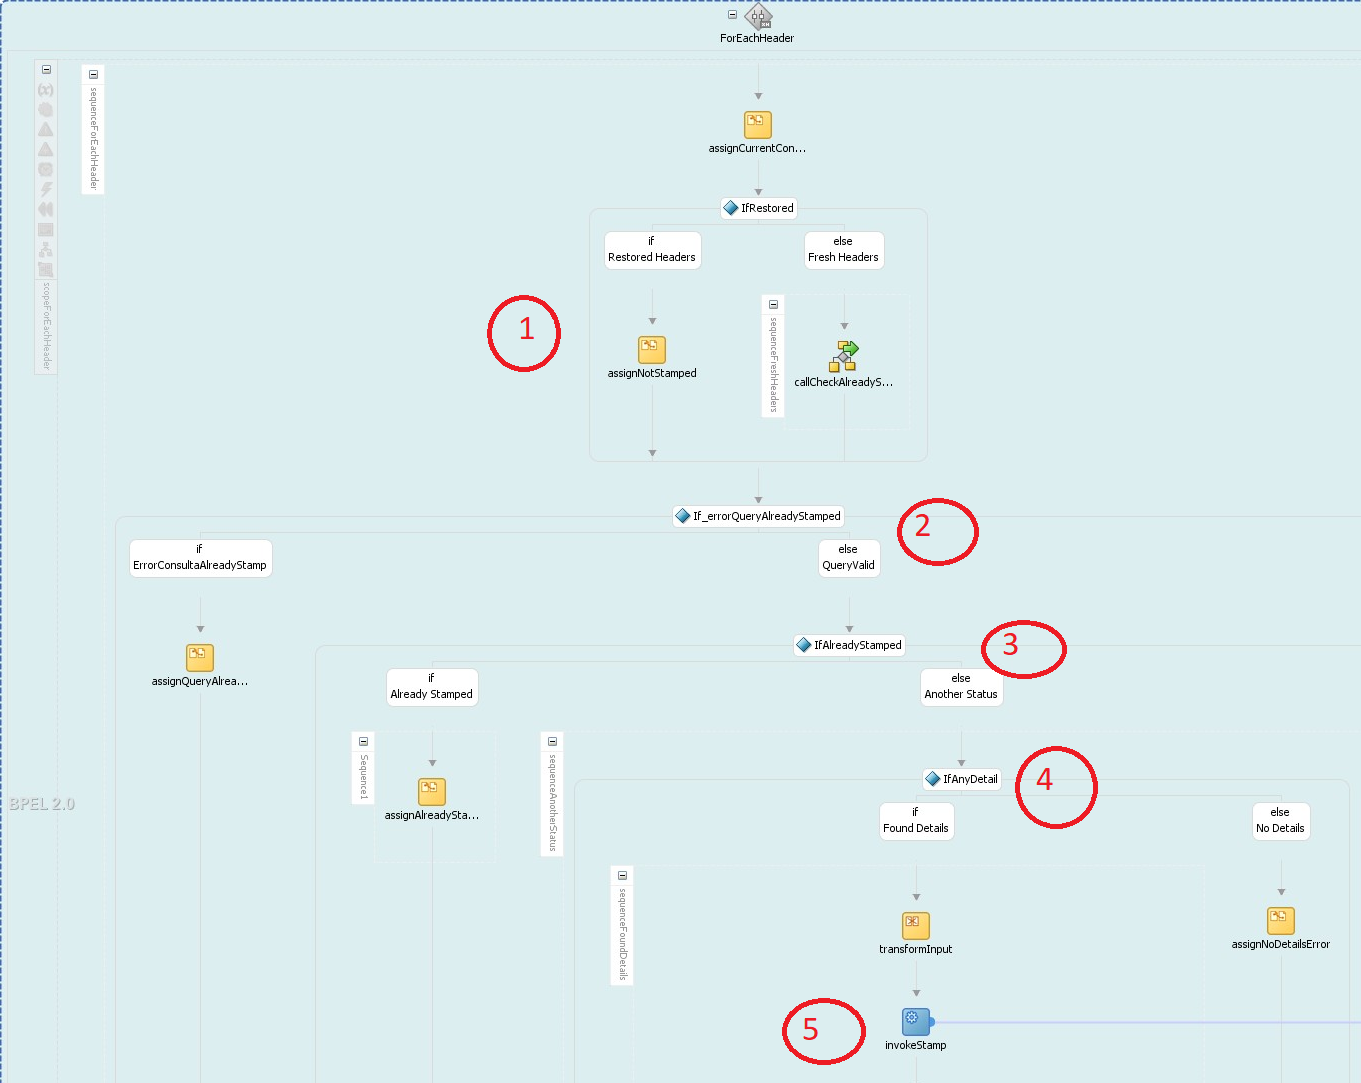 ForEachHeader
sequenceForEachHeader
scopeForEachHeader
assignCurrentCon...
IfRestored
if
Restored Headers
else
Fresh Headers
1
sequenceFreshHeaders
assignNotStamped
callCheckAlreadyS...
If_errorQueryAlreadyStamped
2
if
ErrorConsultaAlreadyStamp
else
QueryValid
IfAlreadyStamped
3
assignQueryAlrea...
if
Already Stamped
else
Another Status
Sequence1
sequenceAnotherStatus
IfAnyDetail
4
assignAlreadySta...
BPEL 2.0
if
Found Details
else
No Details
sequenceFoundDetails
transformInput
assignNoDetailsError
5
invokeStamp